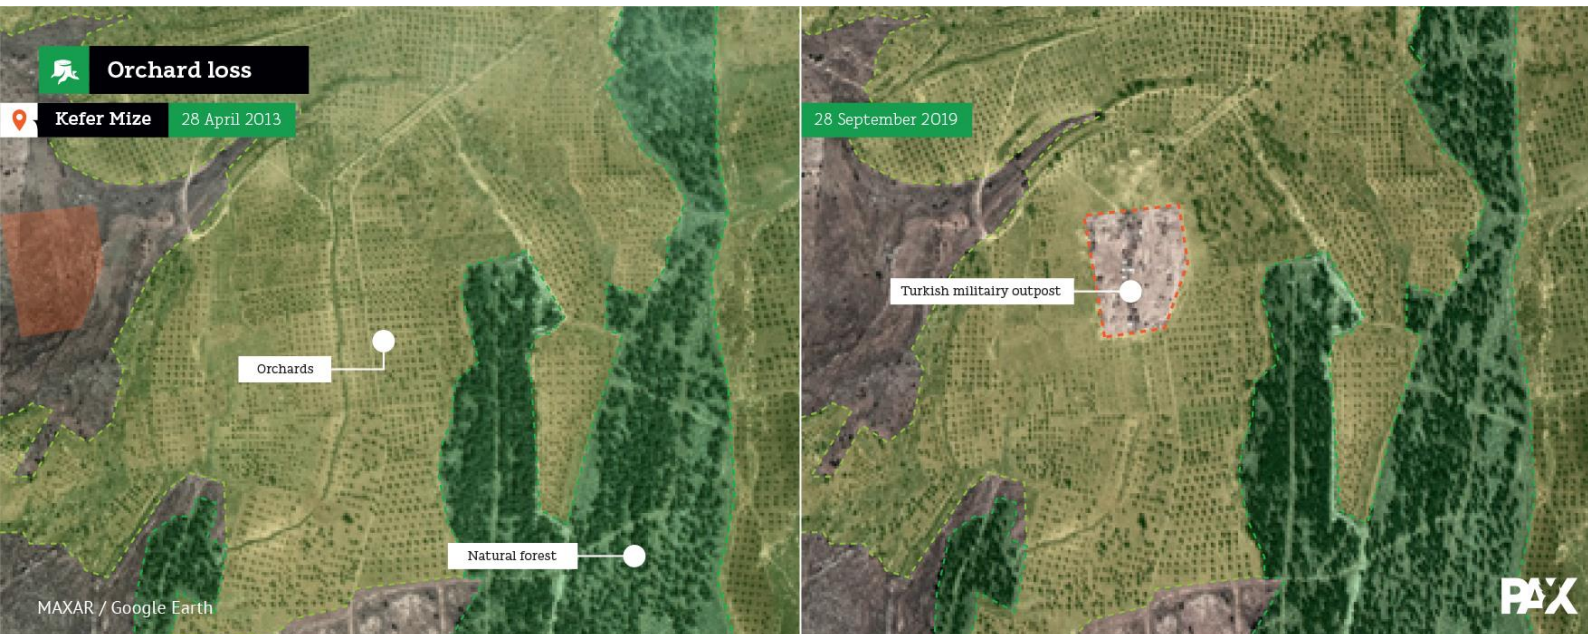 Orchard loss
Kefer Mize
28 April 2013
28 September 2019
Turkish militairy outpost
Orchards
Natural forest
MAXAR / Google Earth
PAX